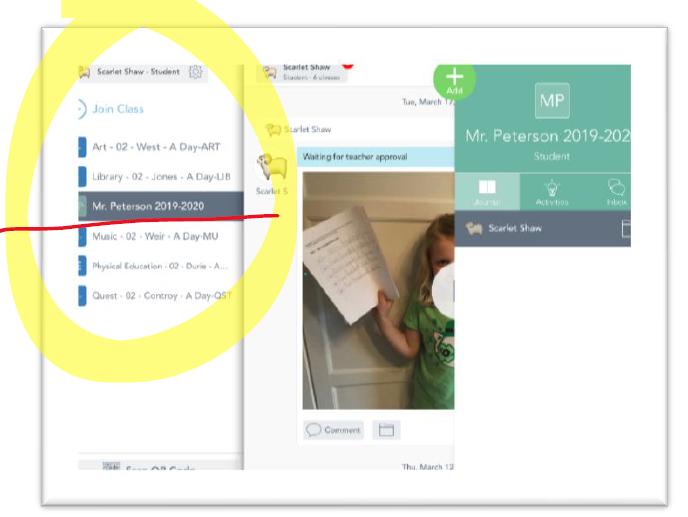 Scarlet Shaw - Student
Join Class
Art - 02 - West - A Day-ART
Library - 02 - Jones - A Day-LIB
Mr. Peterson 2019-2020
Music - 02 - Weir - A Day-MU
Physical Education - 02 - Durie - A...
Quest - 02 - Controy - A Day-QST
Scan QR Code
Scarlet Shaw
Student - 6 classes
Add
Tue, March 17,
Scarlet Shaw
Waiting for teacher approval
Scarlet S
Comment
Thu, March 12
MP
Mr. Peterson 2019-202
Student
Journal
Activities
Inbox
Scarlet Shaw